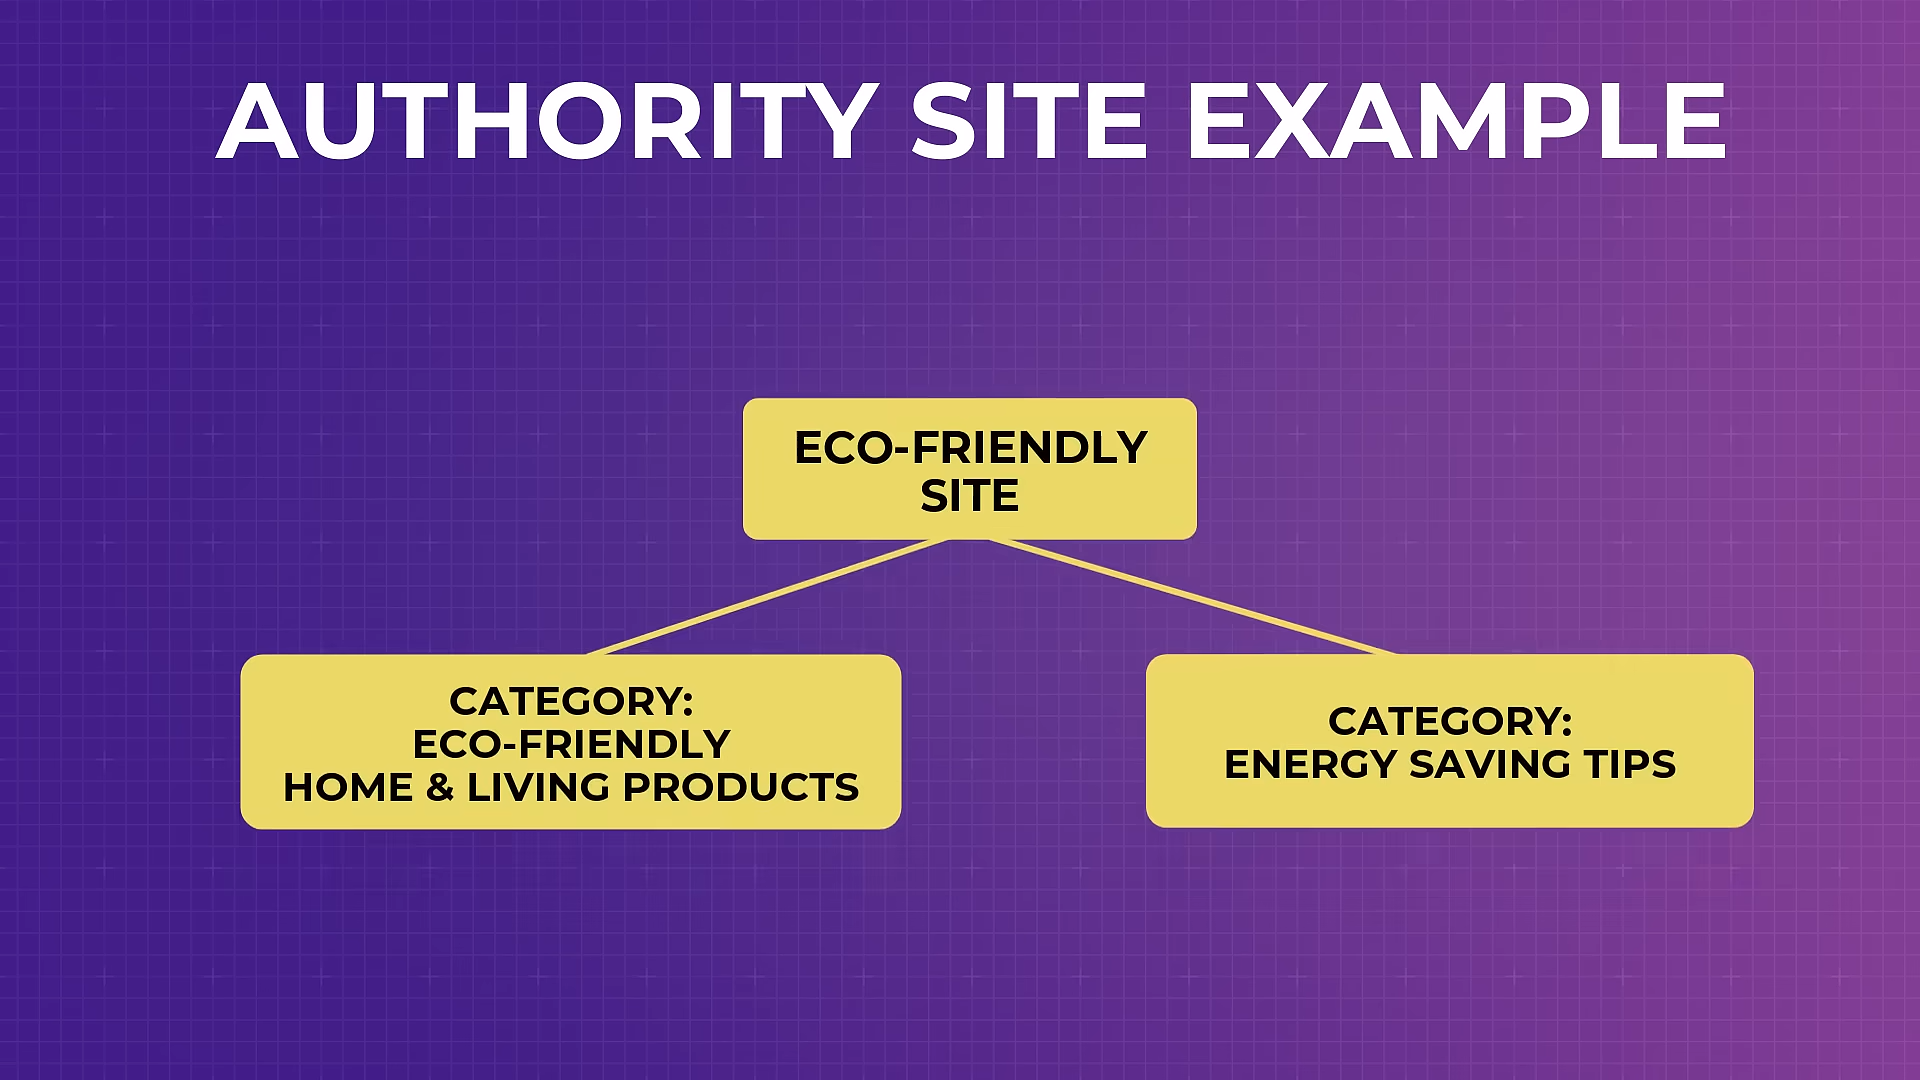 AUTHORITY SITE EXAMPLE
ECO-FRIENDLY
SITE
CATEGORY:
ECO-FRIENDLY
HOME & LIVING PRODUCTS
CATEGORY:
ENERGY SAVING TIPS